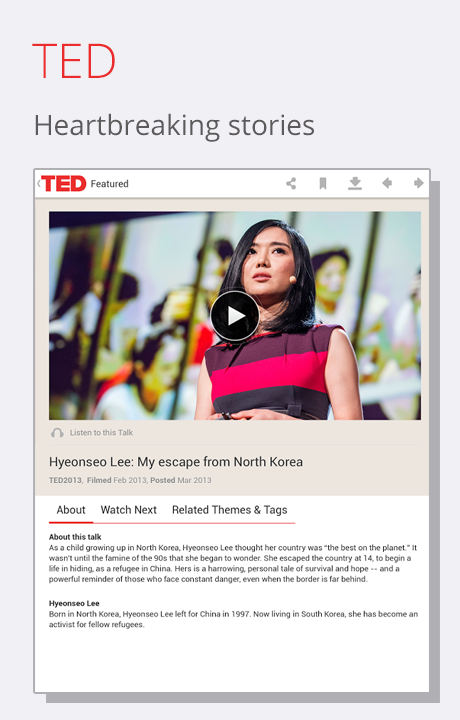 TED
Heartbreaking stories
TED Featured
Listen to this Talk
Hyeonseo Lee: My escape from North Korea
TED2013, Filmed Feb 2013, Posted Mar 2013
About Watch Next Related Themes & Tags
About this talk
As a child growing up in North Korea, Hyeonseo Lee thought her country was "the best on the planet." It
wasn't until the famine of the 90s that she began to wonder. She escaped the country at 14, to begin a
life in hiding, as a refugee in China. Hers is a harrowing, personal tale of survival and hope -- and a
powerful reminder of those who face constant danger, even when the border is far behind.
Hyeonseo Lee
Born in North Korea, Hyeonseo Lee left for China in 1997. Now living in South Korea, she has become an
activist for fellow refugees.